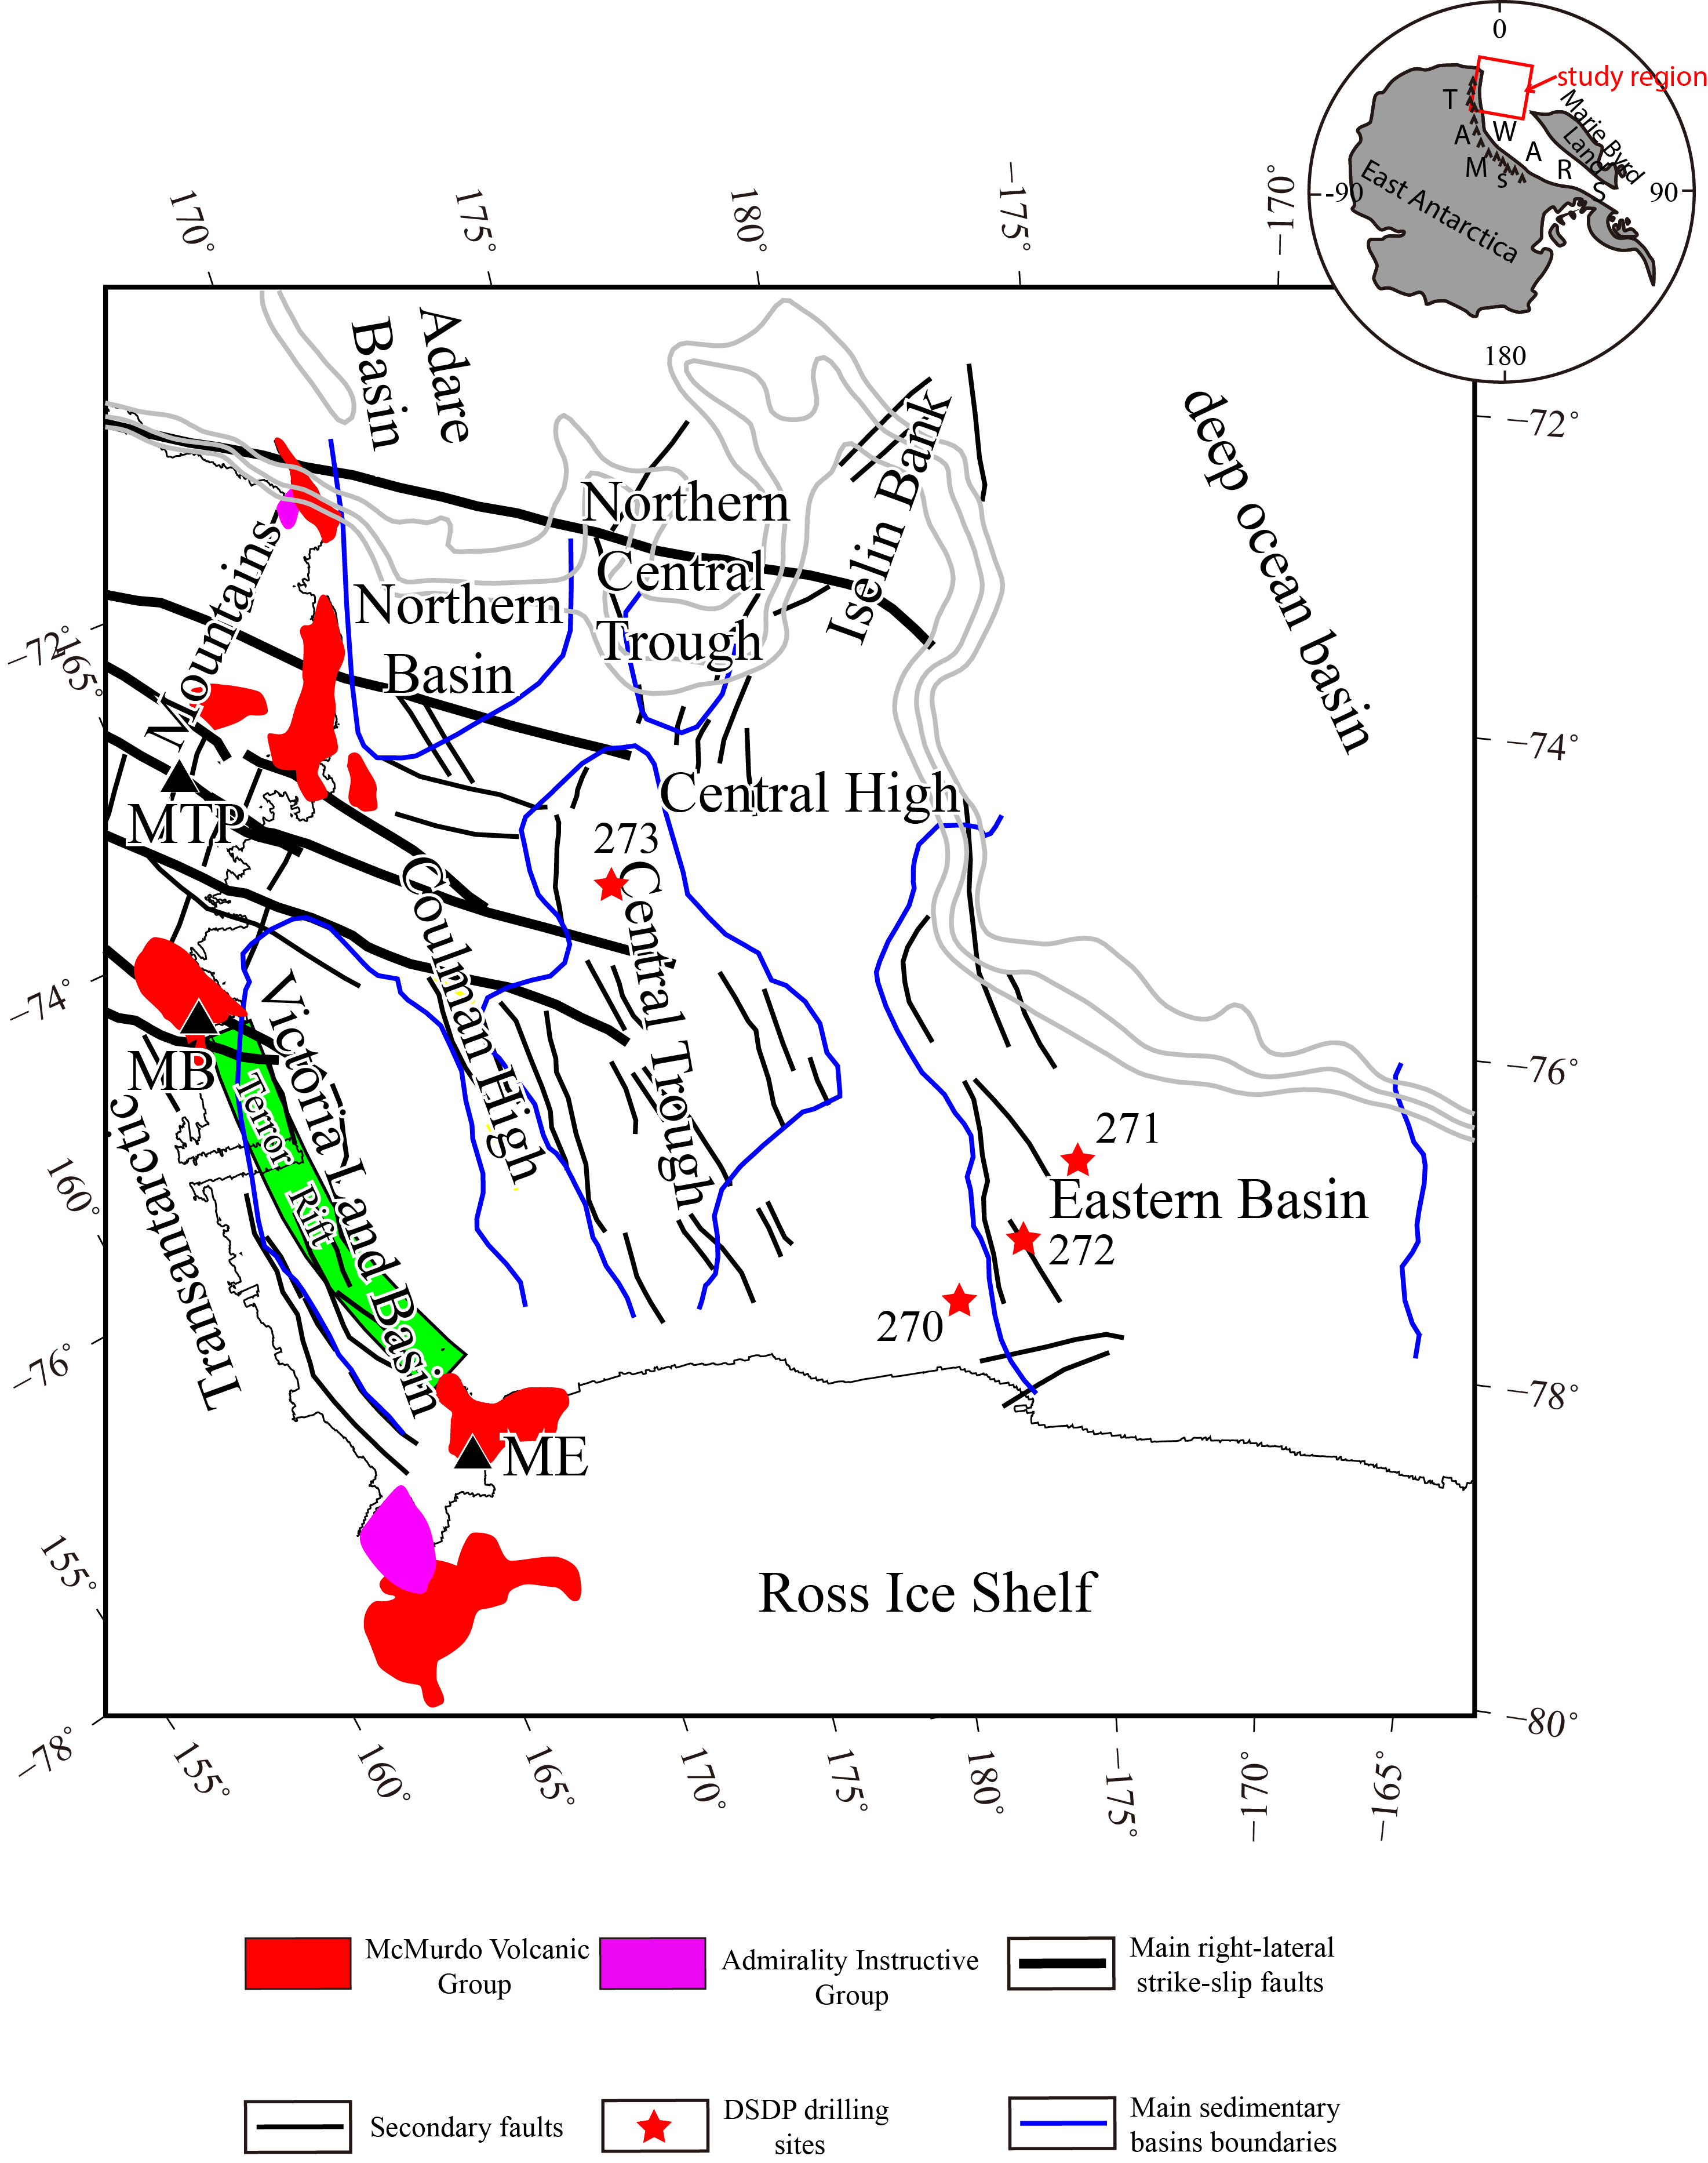 0
study region
T
A
M
s
W
A
R
S
Marie Byrd
Land
-90
90
East Antarctica
180
170°
175°
180°
−175°
−170°
Adare
Basin
deep ocean basin
−72°
−74°
−76°
−78°
−80°
−72°
165°
−74°
160°
−76°
155°
−78°
Iselin Bank
Northern
Central
Trough
Northern
Basin
Mountains
MTP
Central High
273
Central Trough
Coulman High
Victoria Land Basin
MB
Terror
Rift
Transantarctic
271
Eastern Basin
272
270
ME
Ross Ice Shelf
155°
160°
165°
170°
175°
180°
−175°
−170°
−165°
McMurdo Volcanic
Group
Admirality Instructive
Group
Main right-lateral
strike-slip faults
Secondary faults
DSDP drilling
sites
Main sedimentary
basins boundaries